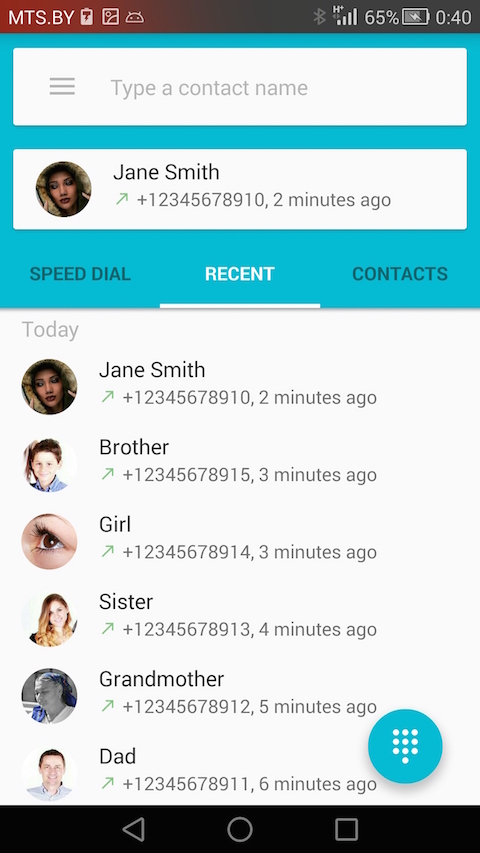 MTS.BY 65% 0:40
Type a contact name
Jane Smith
+12345678910, 2 minutes ago
SPEED DIAL RECENT CONTACTS
Today
Jane Smith
+12345678910, 2 minutes ago
Brother
+12345678915, 3 minutes ago
Girl
+12345678914, 3 minutes ago
Sister
+12345678913, 4 minutes ago
Grandmother
+12345678912, 5 minutes ago
Dad
+12345678911, 6 minutes ago